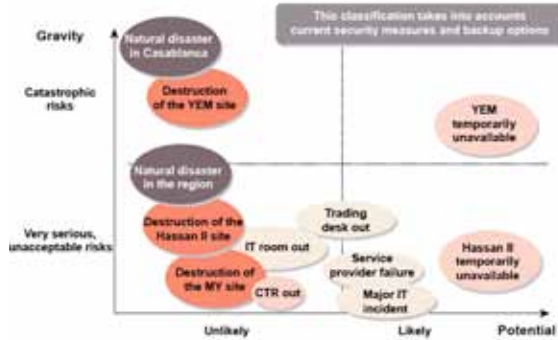 This classification takes into accounts
current security measures and backup options
Gravity
Natural disaster
in Casablanca
Catastrophic
risks
Destruction
of the YEM site
YEM
temporarily
unavailable
Natural disaster
in the region
Very serious,
unacceptable risks
Destruction of the
Hassan II site
Trading
desk out
IT room out
Hassan II
temporarily
unavailable
Destruction of
the MY site
Service
provider failure
CTR out
Major IT
incident
Unlikely
Likely
Potential